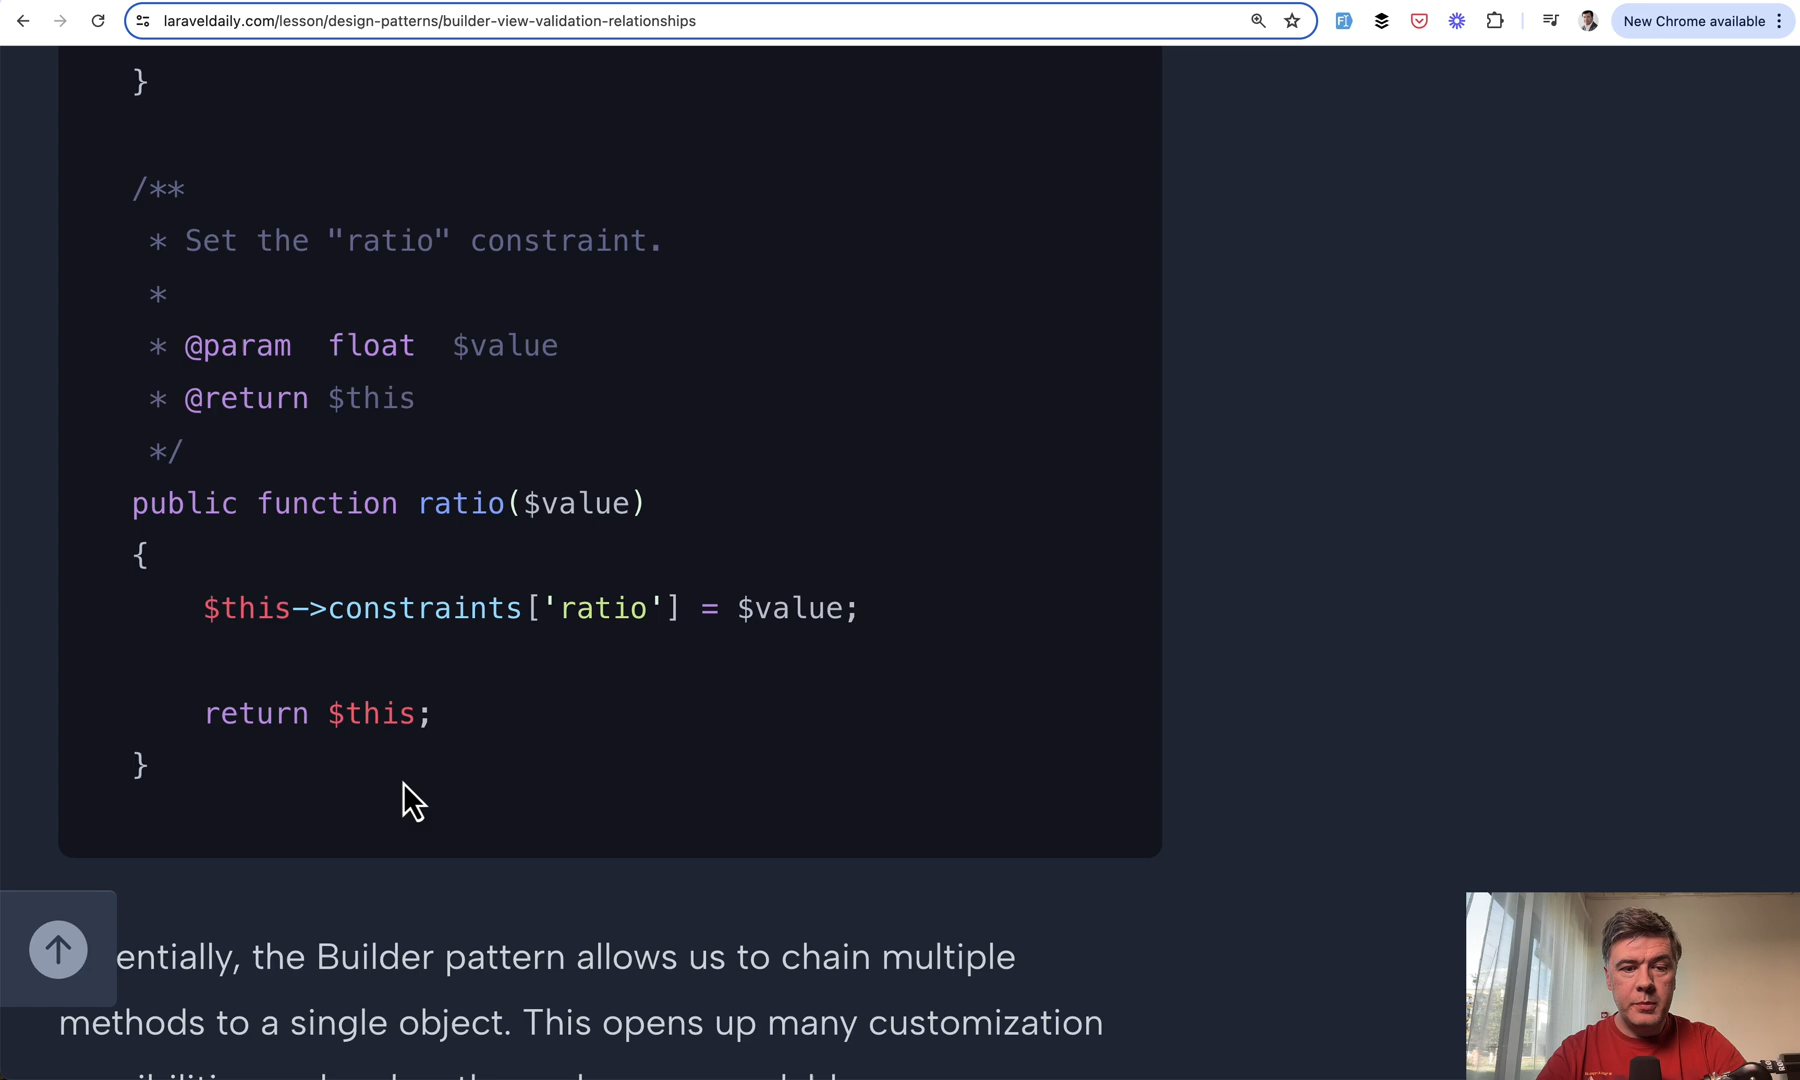 laraveldaily.com/lesson/design-patterns/builder-view-validation-relationships
New Chrome available
}
/**
* Set the "ratio" constraint.
*
* @param float $value
* @return $this
*/
public function ratio($value)
{
$this->constraints['ratio'] = $value;
return $this;
}
entially, the Builder pattern allows us to chain multiple
methods to a single object. This opens up many customization